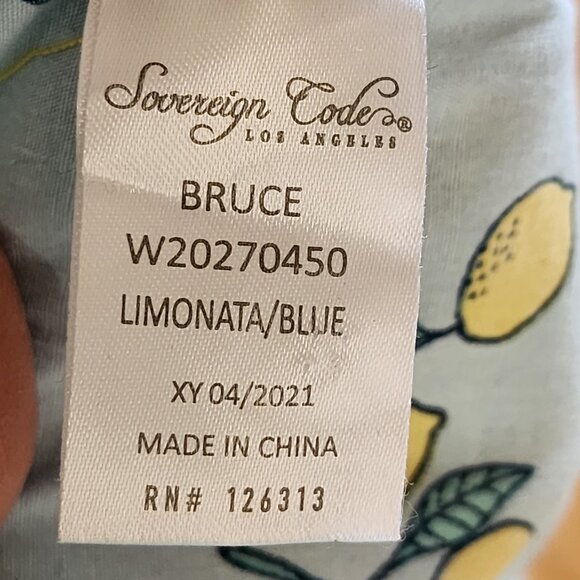 Sovereign Code®
LOS ANGELES
BRUCE
W20270450
LIMONATA/BLUE
XY 04/2021
MADE IN CHINA
RN# 126313